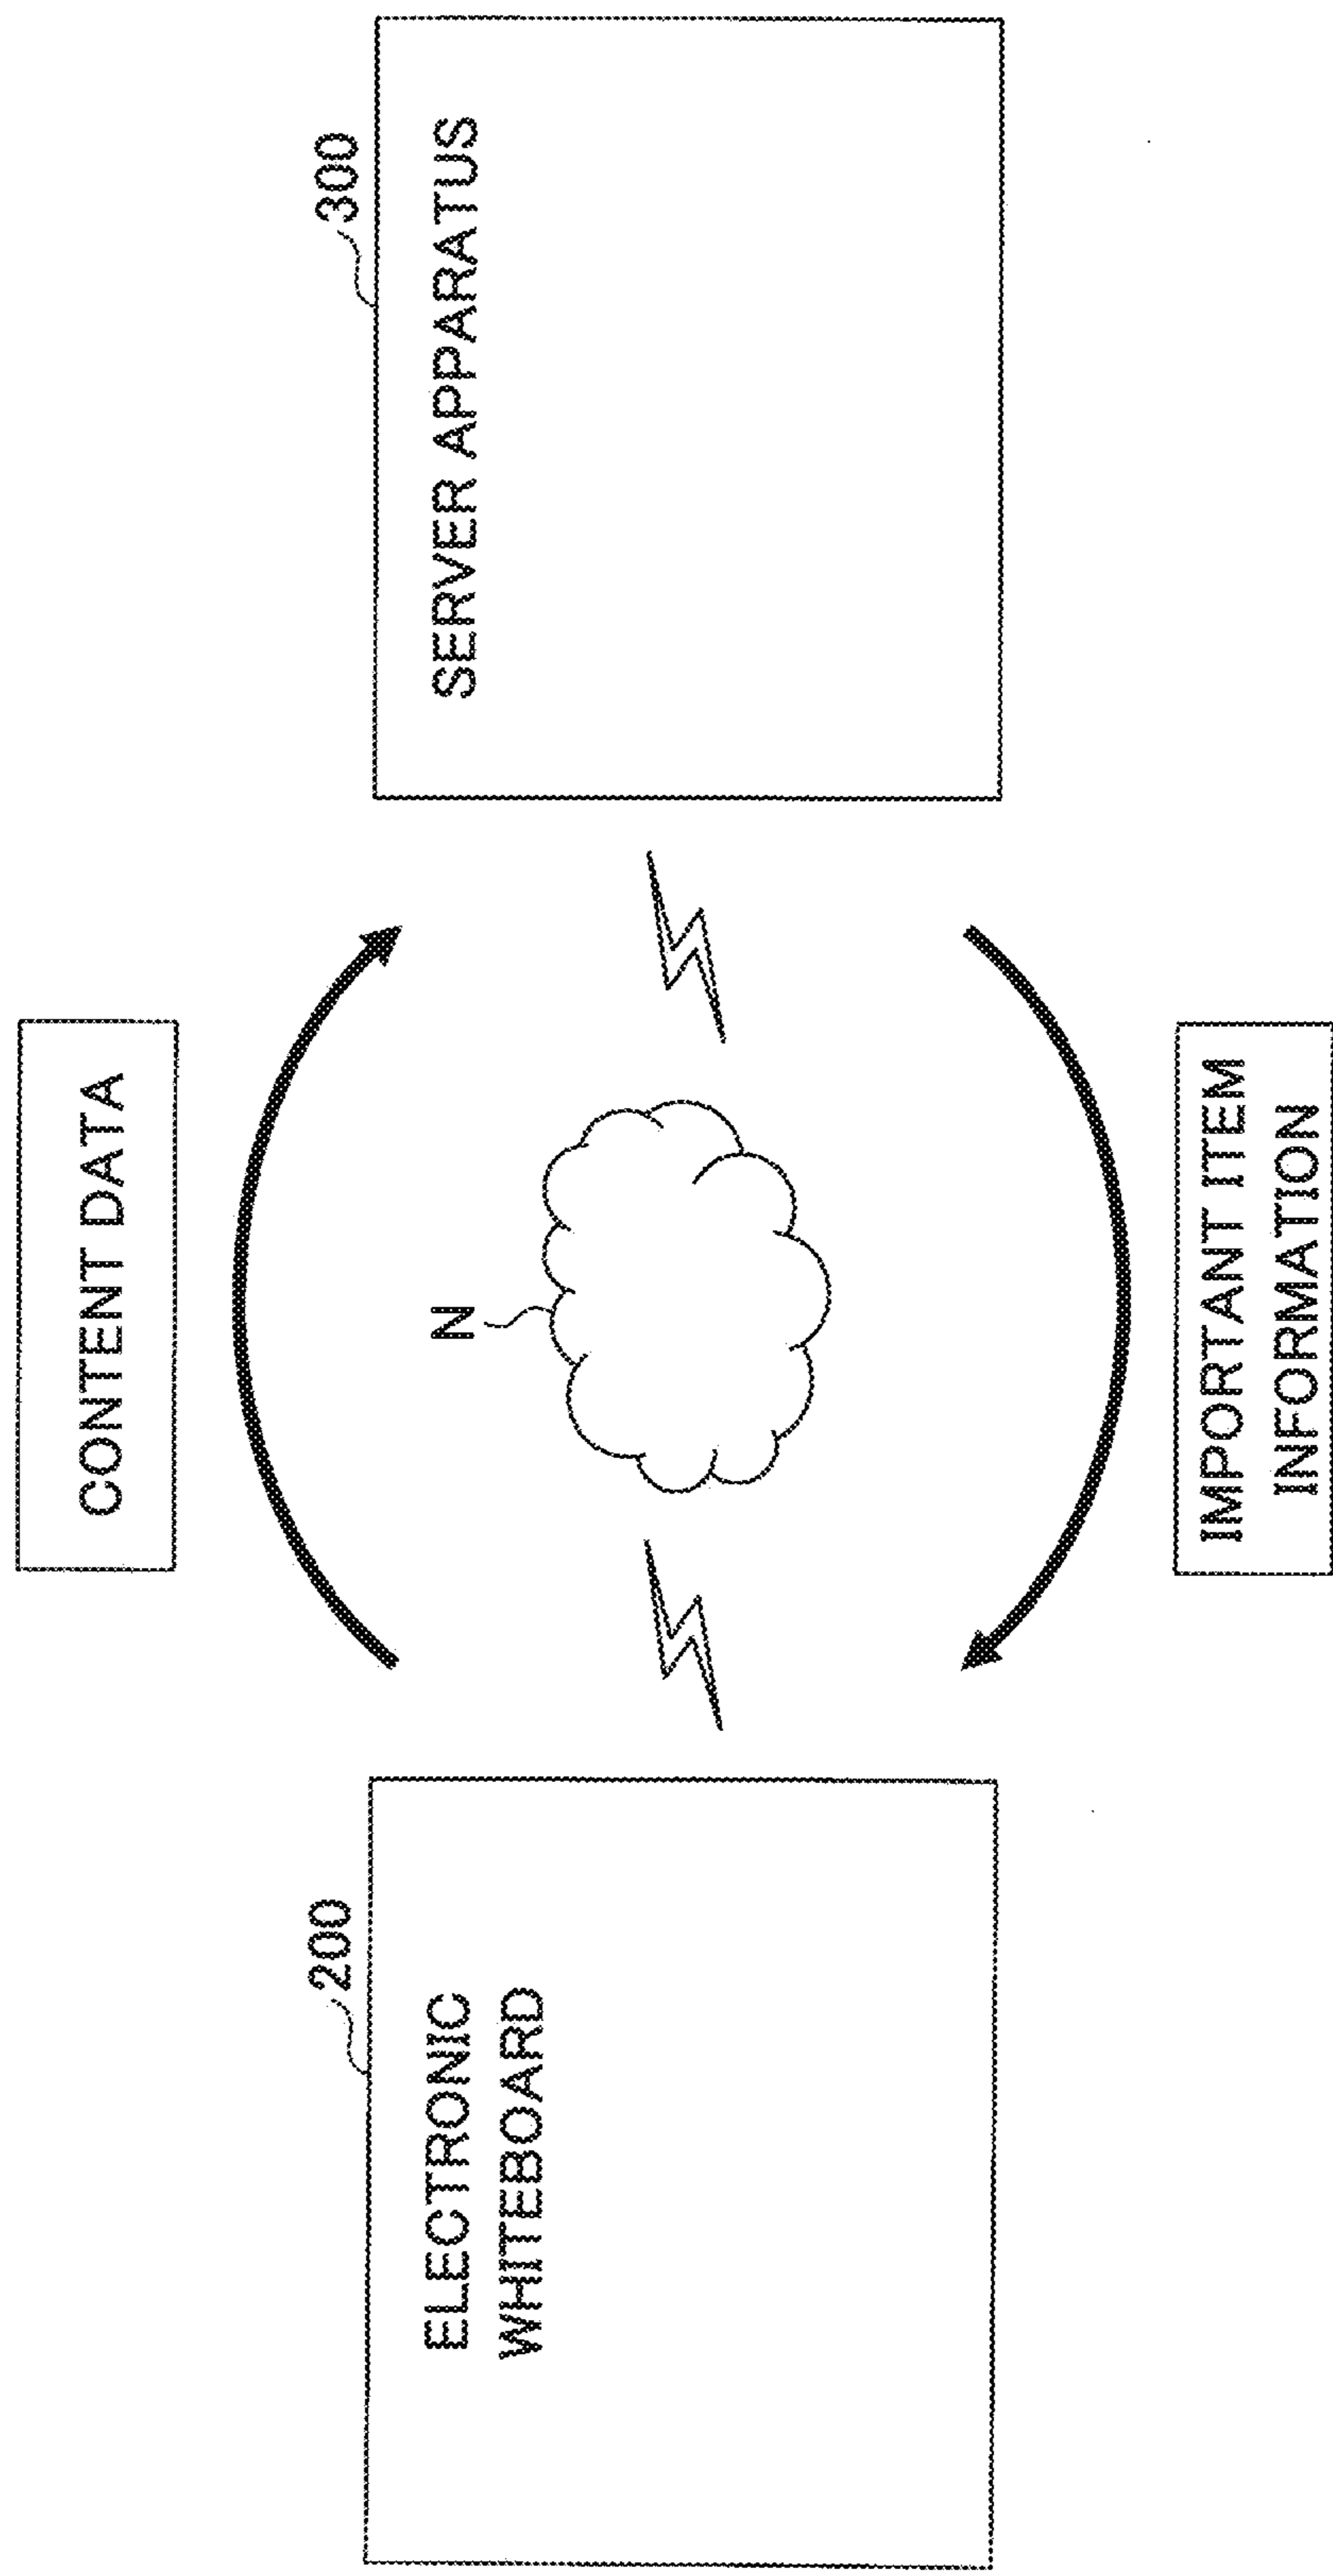 CONTENT DATA
200
ELECTRONIC
WHITEBOARD
N
300
SERVER APPARATUS
IMPORTANT ITEM
INFORMATION